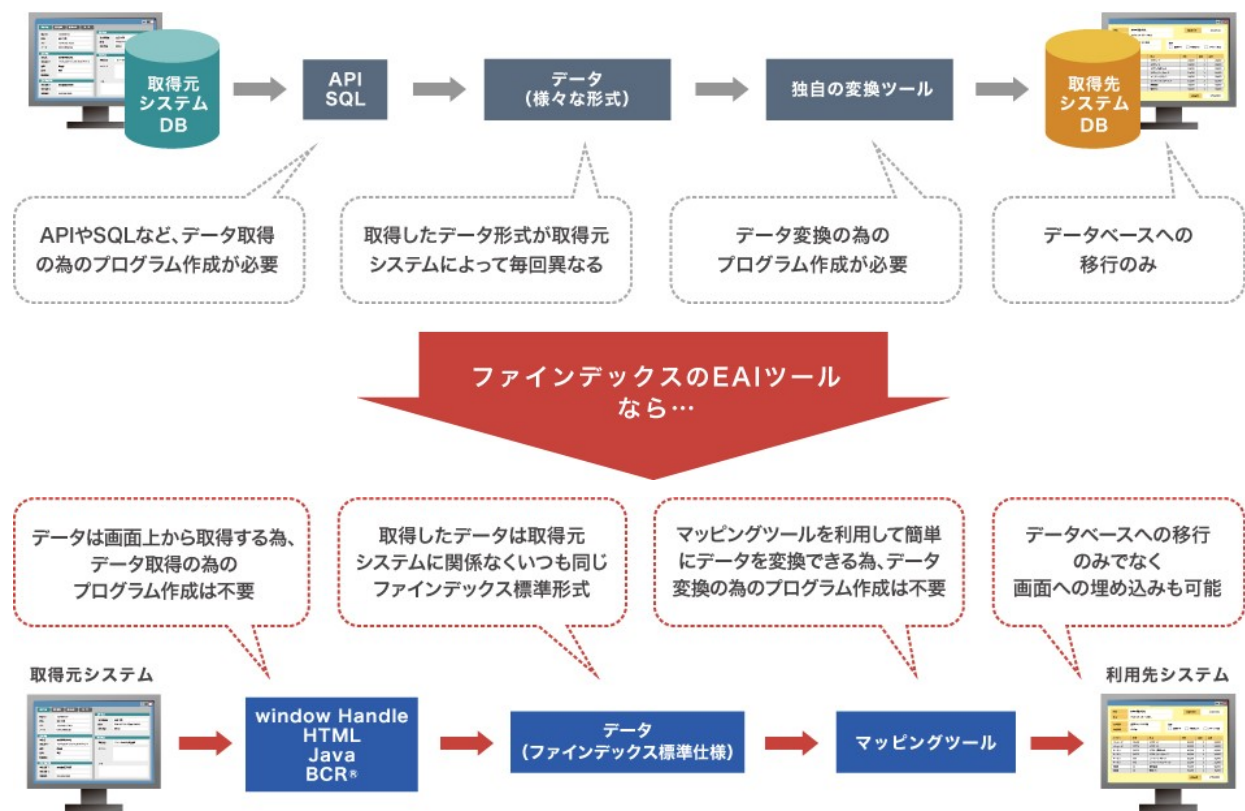 取得元
システム
DB
API
SQL
データ
(様々な形式)
独自の変換ツール
取得先
システム
DB
APIやSQLなど、データ取得
の為のプログラム作成が必要
取得したデータ形式が取得元
システムによって毎回異なる
データ変換の為の
プログラム作成が必要
データベースへの
移行のみ
ファインデックスのEAIツール
なら…
データは画面上から取得する為、
データ取得の為の
プログラム作成は不要
取得したデータは取得元
システムに関係なくいつも同じ
ファインデックス標準形式
マッピングツールを利用して簡単
にデータを変換できる為、データ
変換の為のプログラム作成は不要
データベースへの移行
のみでなく
画面への埋め込みも可能
取得元システム
window Handle
HTML
Java
BCR®
データ
(ファインデックス標準仕様)
マッピングツール
利用先システム